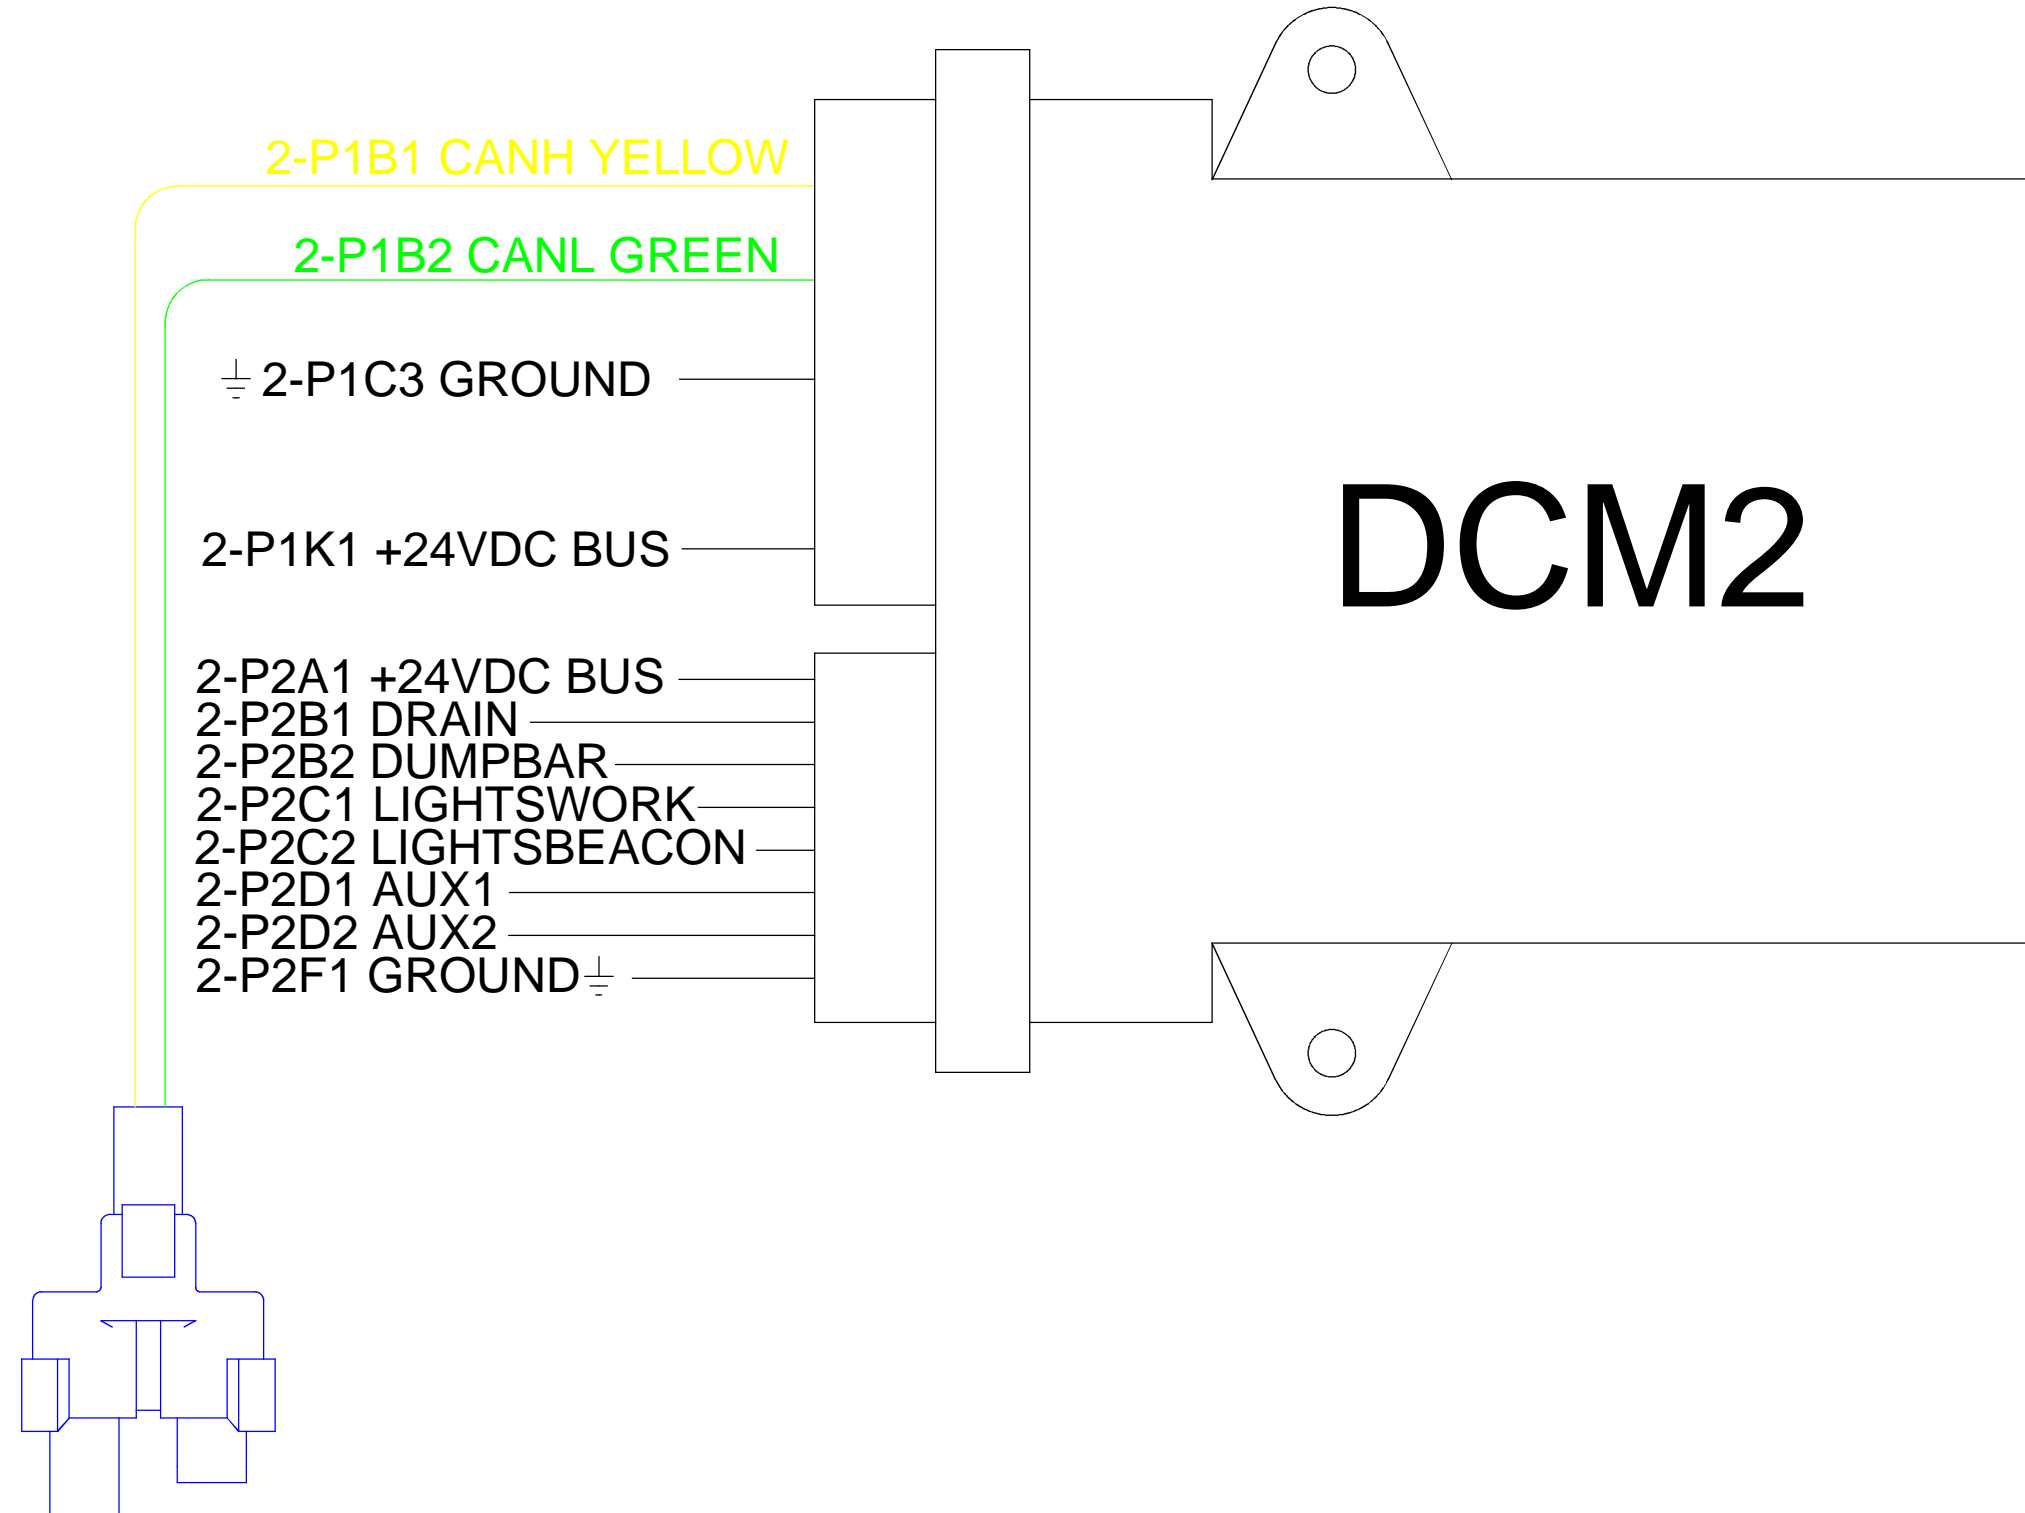 2-P1B1 CANH YELLOW
2-P1B2 CANL GREEN
2-P1C3 GROUND
2-P1K1 +24VDC BUS
DCM2
2-P2A1 +24VDC BUS
2-P2B1 DRAIN
2-P2B2 DUMPBAR
2-P2C1 LIGHTSWORK
2-P2C2 LIGHTSBEACON
2-P2D1 AUX1
2-P2D2 AUX2
2-P2F1 GROUND